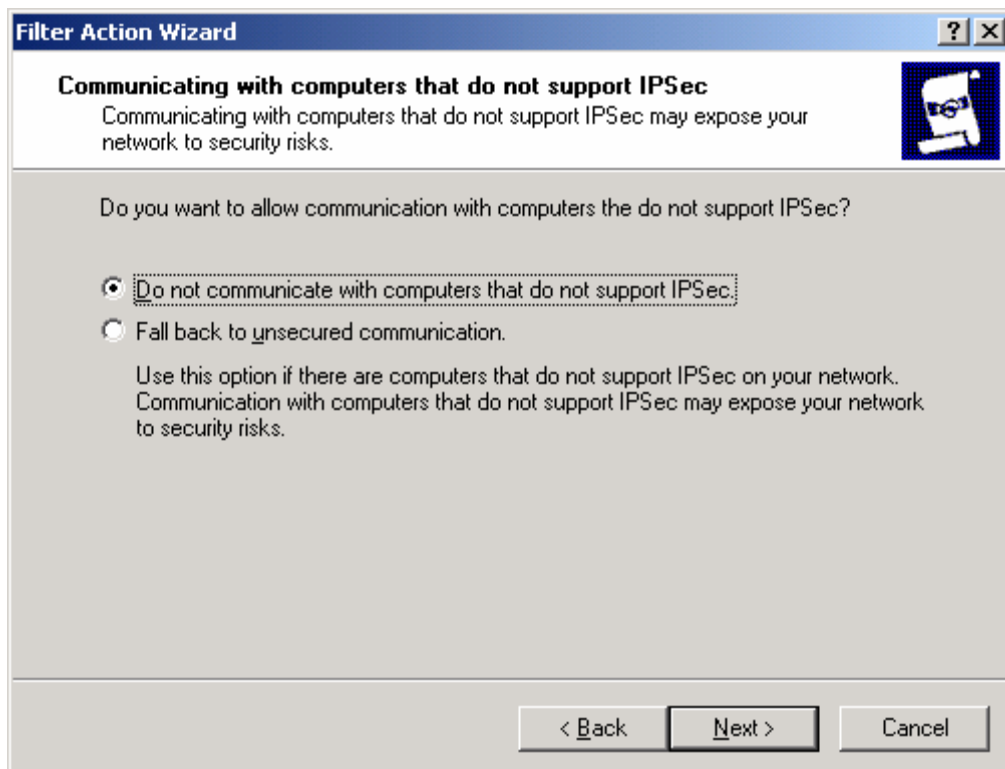 Filter Action Wizard
Communicating with computers that do not support IPSec
Communicating with computers that do not support IPSec may expose your
network to security risks.
Do you want to allow communication with computers the do not support IPSec?
Do not communicate with computers that do not support IPSec.
Fall back to unsecured communication.
Use this option if there are computers that do not support IPSec on your network.
Communication with computers that do not support IPSec may expose your network
to security risks.
< Back
Next >
Cancel